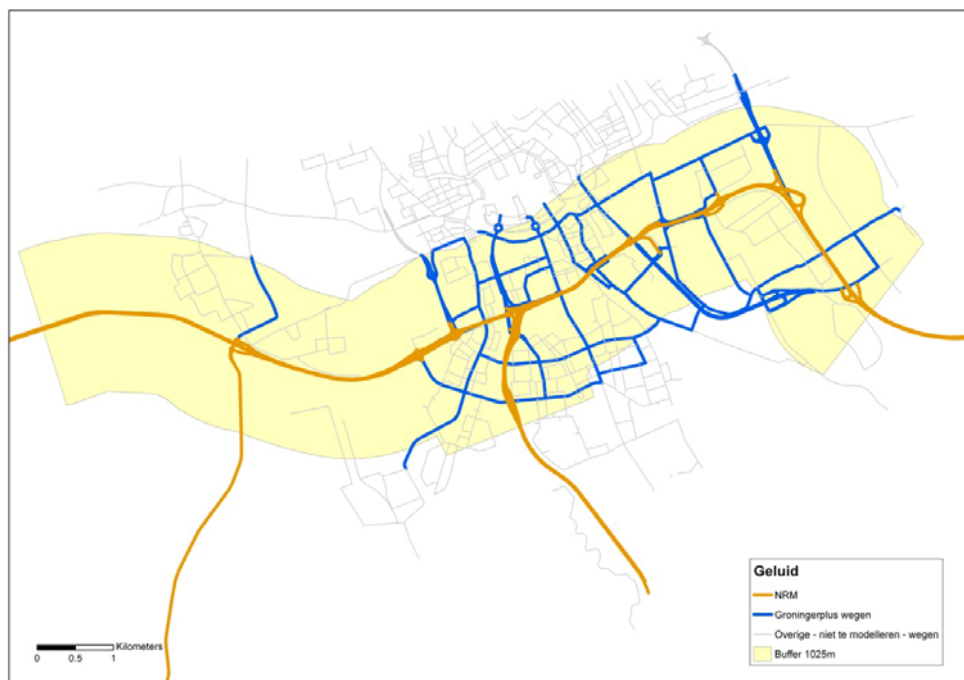 Geluid
NRM
Groningerplus wegen
Overige - niet te modelleren - wegen
Buffer 1025m
Kilometers
0 0.5 1